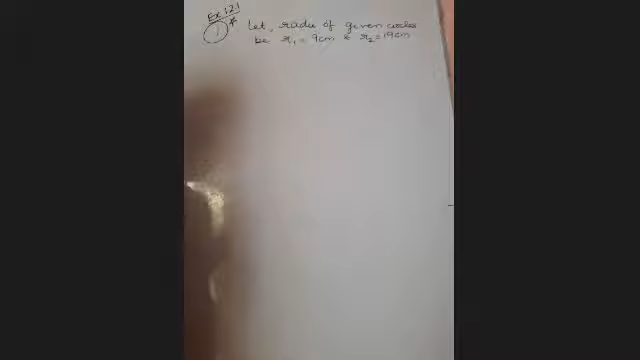 Ex 12.1
1 * Let, radii of given circles
be r₁ = 9cm & r₂ = 19cm